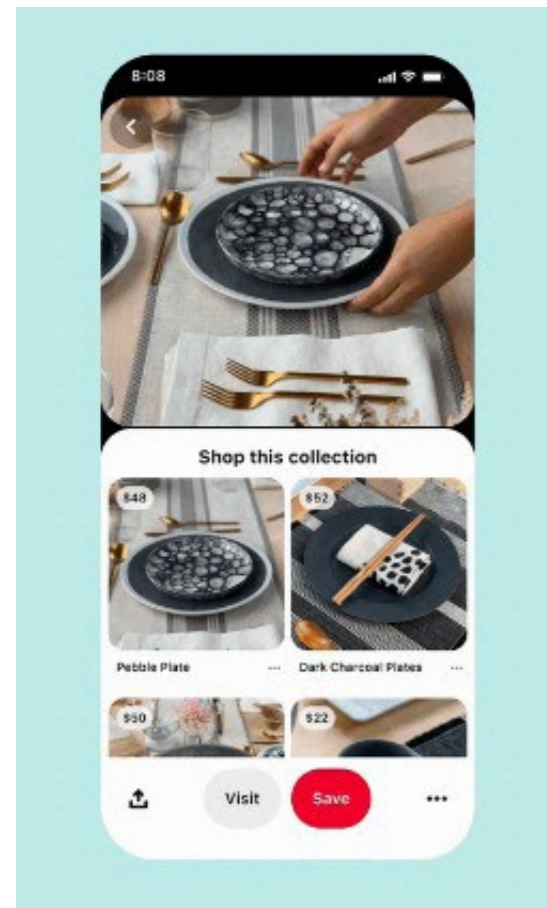 8:08
Shop this collection
$48
$52
Pebble Plate
Dark Charcoal Plates
$50
$22
Visit
Save